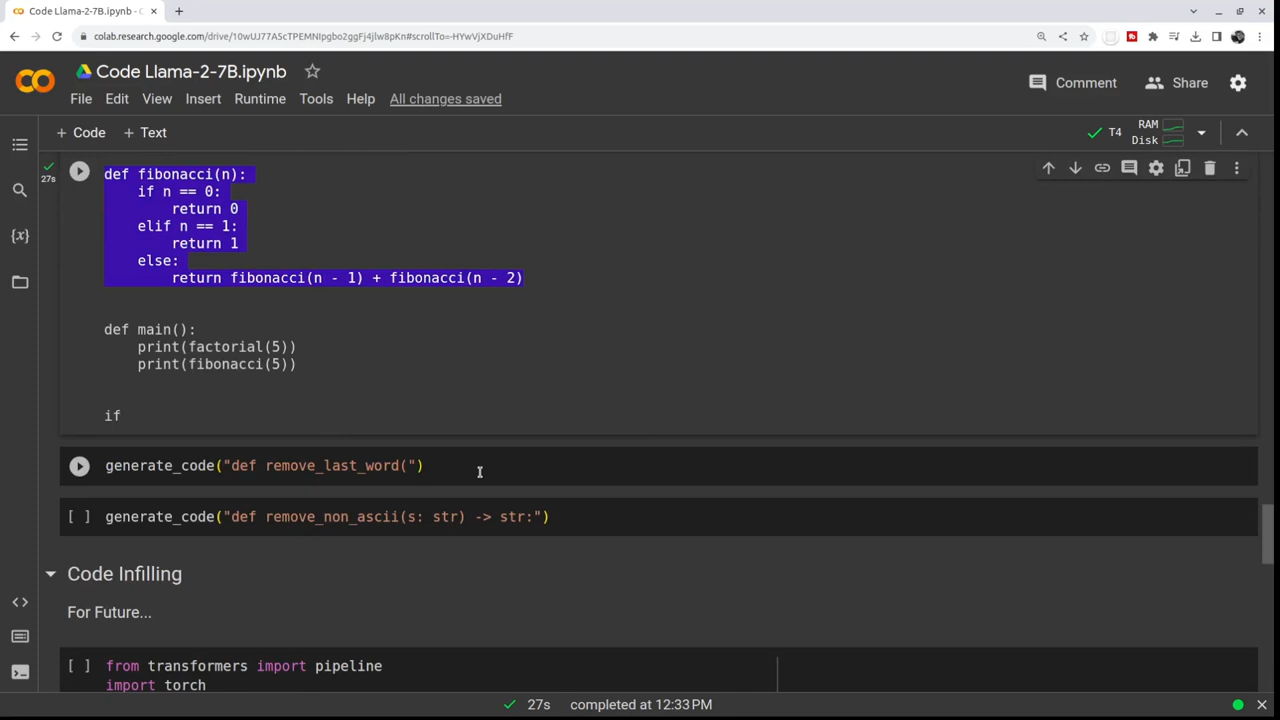 Code Llama-2-7B.ipynb - C
colab.research.google.com/drive/10wUJ77A5cTPEMNIpgbo2ggFj4jlw8pKn#scrollTo=-HYwVjXDuHfF
Code Llama-2-7B.ipynb
Comment
Share
File Edit View Insert Runtime Tools Help All changes saved
+ Code + Text
T4
RAM
Disk
27s
def fibonacci(n):
if n == 0:
return 0
elif n == 1:
return 1
else:
return fibonacci(n - 1) + fibonacci(n - 2)
def main():
print(factorial(5))
print(fibonacci(5))
if
generate_code("def remove_last_word(")
[ ] generate_code("def remove_non_ascii(s: str) -> str:")
Code Infilling
For Future...
[ ] from transformers import pipeline
import torch
27s completed at 12:33PM